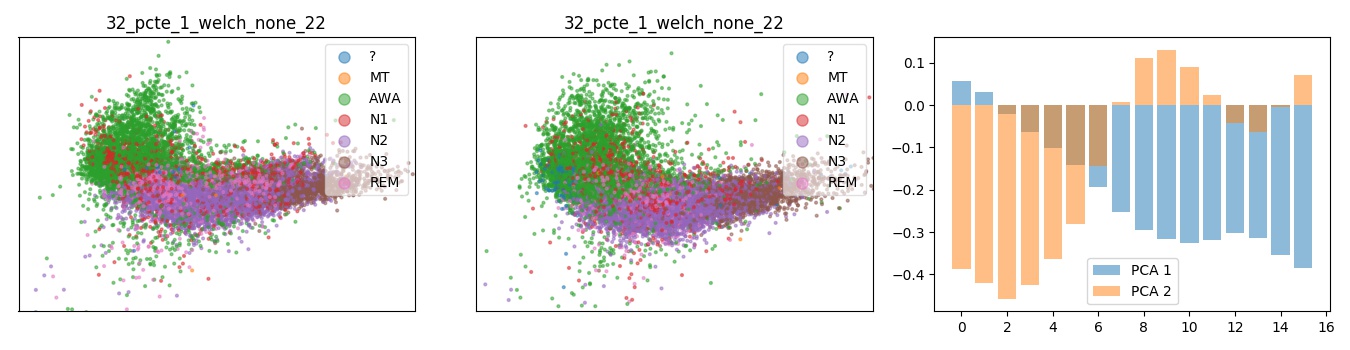 32_pcte_1_welch_none_22
?
MT
AWA
N1
N2
N3
REM
32_pcte_1_welch_none_22
?
MT
AWA
N1
N2
N3
REM
0.1
0.0
−0.1
−0.2
−0.3
−0.4
PCA 1
PCA 2
0 2 4 6 8 10 12 14 16